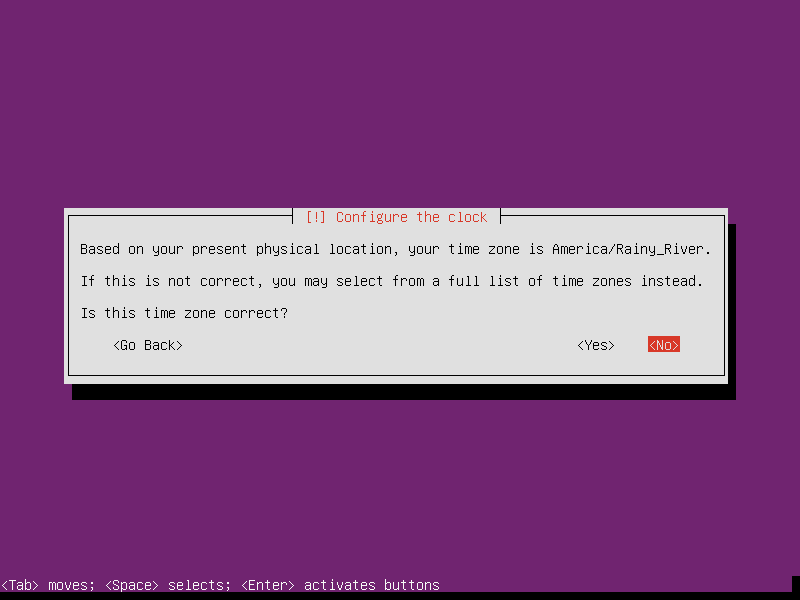 [!] Configure the clock
Based on your present physical location, your time zone is America/Rainy_River.
If this is not correct, you may select from a full list of time zones instead.
Is this time zone correct?
<Go Back> <Yes> <No>
<Tab> moves; <Space> selects; <Enter> activates buttons